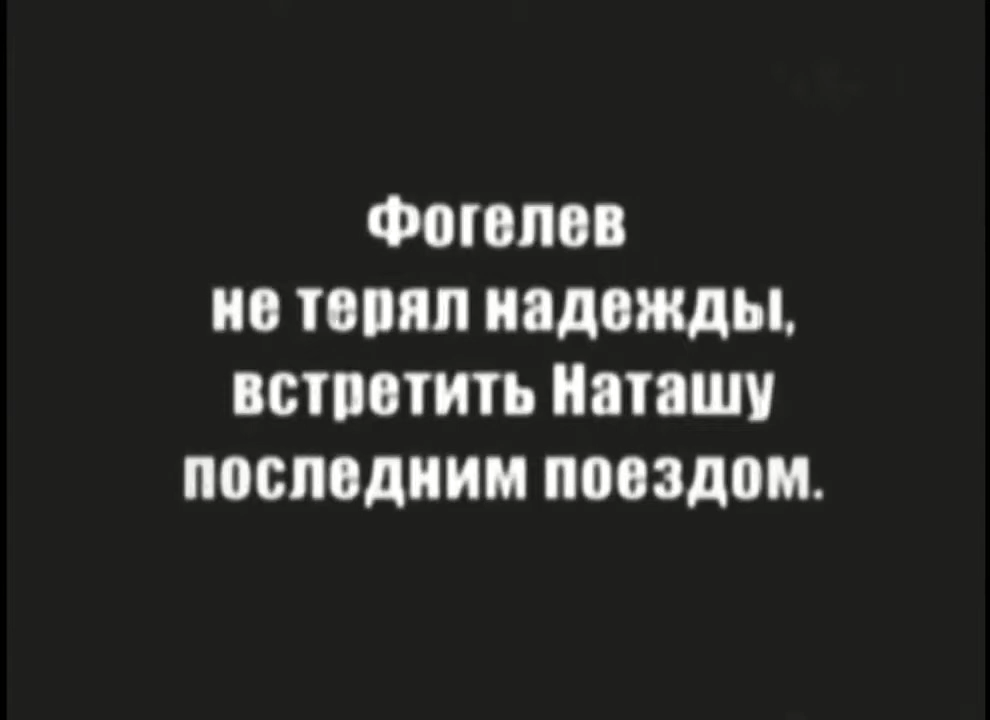 Фогелев
не терял надежды,
встретить Наташу
последним поездом.